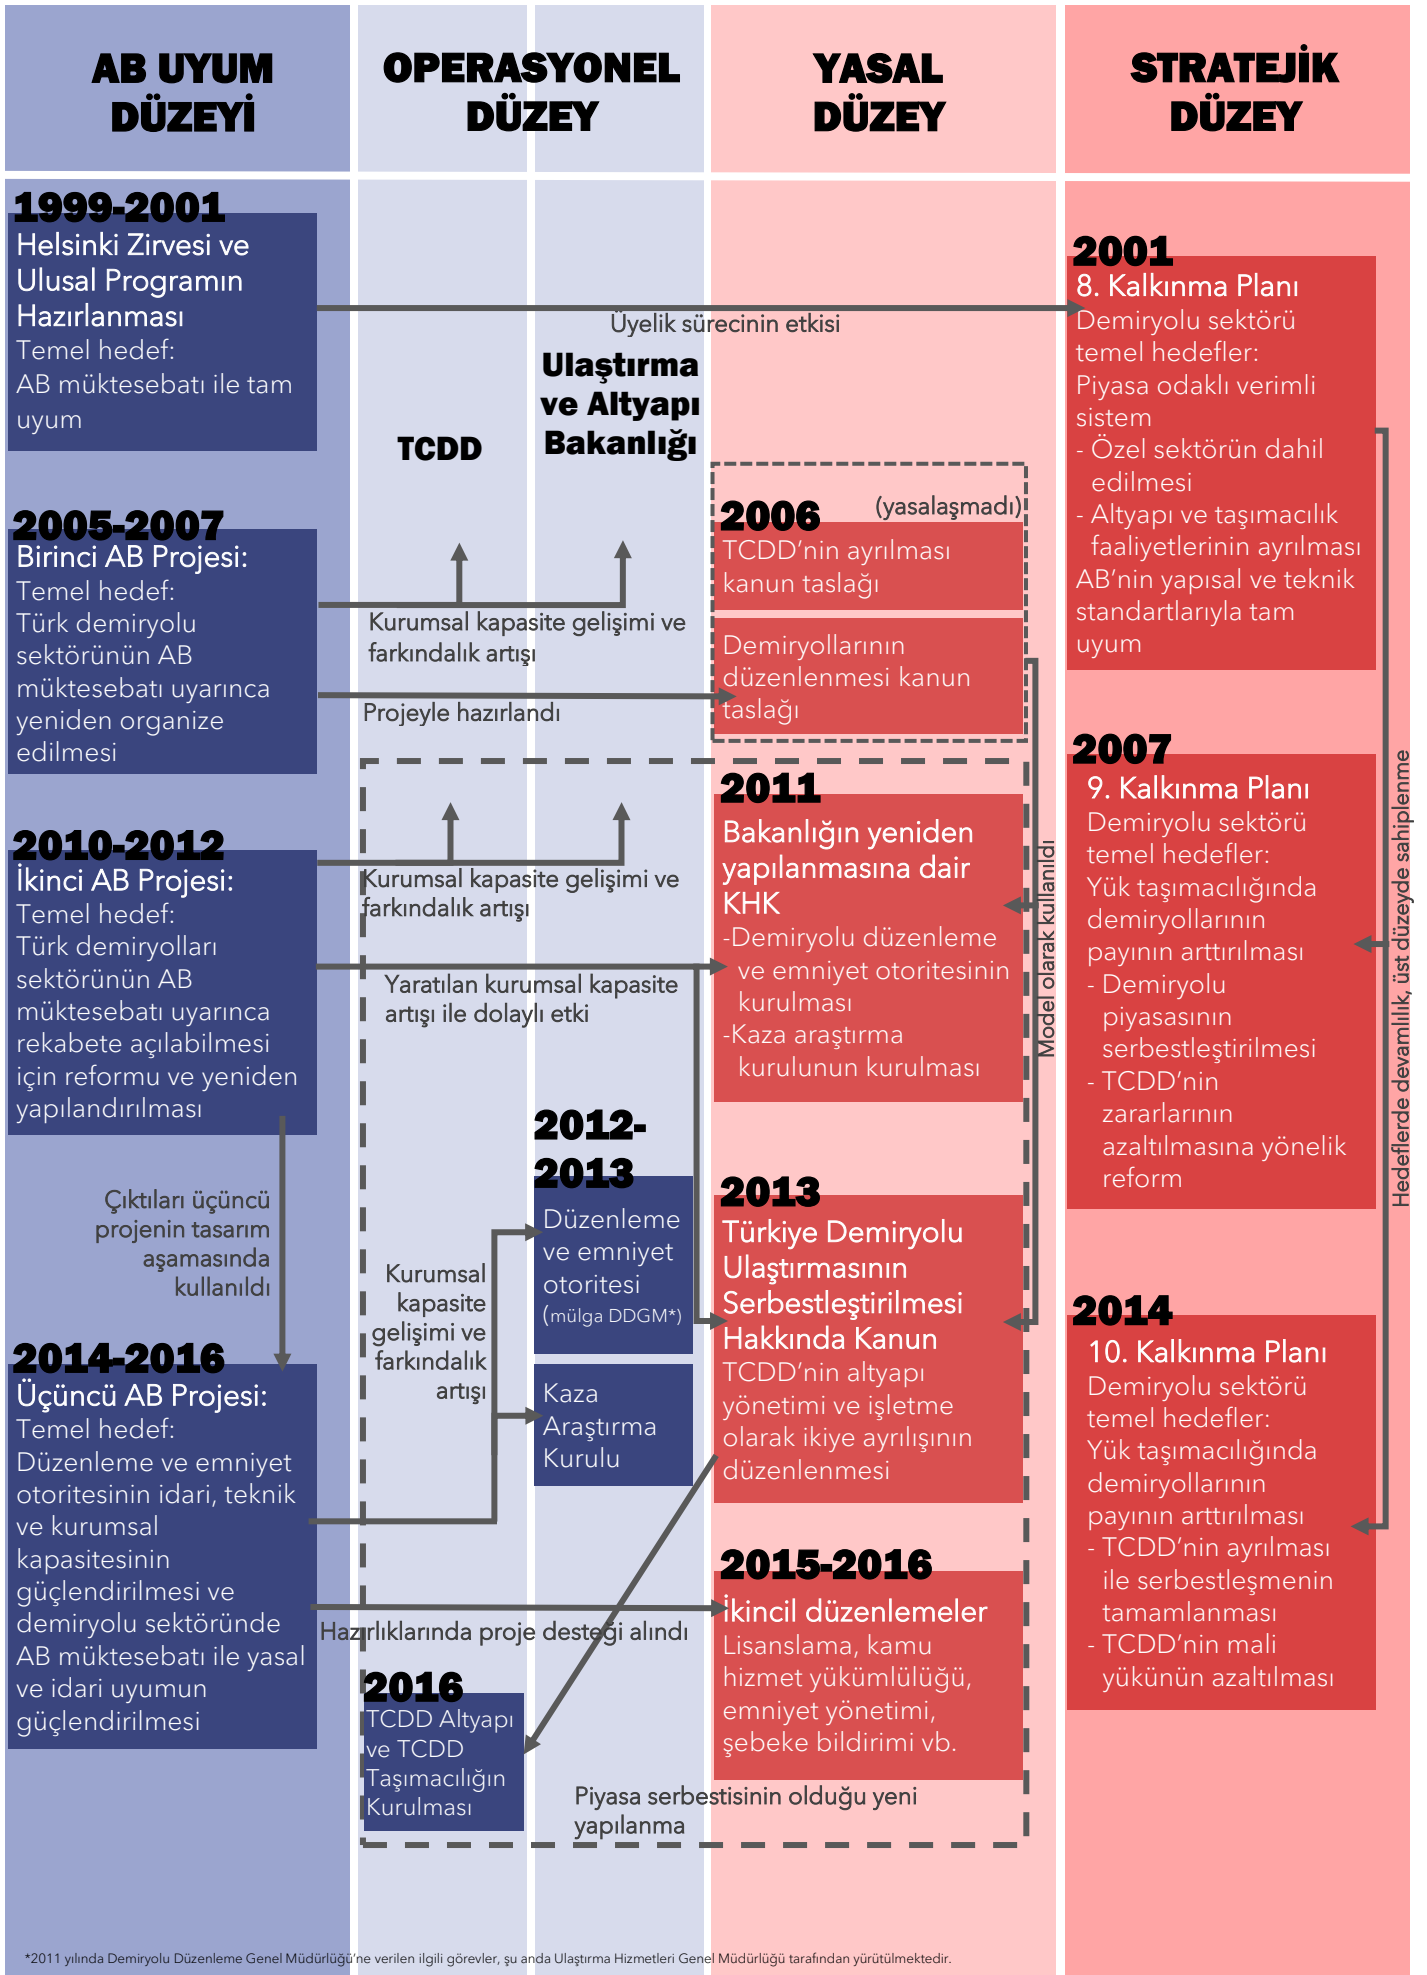 AB UYUM
DÜZEYİ
OPERASYONEL
DÜZEY
YASAL
DÜZEY
STRATEJİK
DÜZEY
1999-2001
Helsinki Zirvesi ve
Ulusal Programın
Hazırlanması
Temel hedef:
AB müktesebatı ile tam
uyum
Üyelik sürecinin etkisi
2001
8. Kalkınma Planı
Demiryolu sektörü
temel hedefler:
Piyasa odaklı verimli
sistem
- Özel sektörün dahil
edilmesi
- Altyapı ve taşımacılık
faaliyetlerinin ayrılması
AB’nin yapısal ve teknik
standartlarıyla tam
uyum
TCDD
Ulaştırma
ve Altyapı
Bakanlığı
2005-2007
Birinci AB Projesi:
Temel hedef:
Türk demiryolu
sektörünün AB
müktesebatı uyarınca
yeniden organize
edilmesi
Kurumsal kapasite gelişimi ve
farkındalık artışı
Projeyle hazırlandı
(yasalaşmadı)
2006
TCDD’nin ayrılması
kanun taslağı
Demiryollarının
düzenlenmesi kanun
taslağı
2007
9. Kalkınma Planı
Demiryolu sektörü
temel hedefler:
Yük taşımacılığında
demiryollarının
payının arttırılması
- Demiryolu
piyasasının
serbestleştirilmesi
- TCDD’nin
zararlarının
azaltılmasına yönelik
reform
Hedeflerde devamlılık, üst düzeyde sahiplenme
2010-2012
İkinci AB Projesi:
Temel hedef:
Türk demiryolları
sektörünün AB
müktesebatı uyarınca
rekabete açılabilmesi
için reformu ve yeniden
yapılandırılması
Kurumsal kapasite gelişimi ve
farkındalık artışı
Yaratılan kurumsal kapasite
artışı ile dolaylı etki
2011
Bakanlığın yeniden
yapılanmasına dair
KHK
-Demiryolu düzenleme
ve emniyet otoritesinin
kurulması
-Kaza araştırma
kurulunun kurulması
Model olarak kullanıldı
Çıktıları üçüncü
projenin tasarım
aşamasında
kullanıldı
2012-
2013
Düzenleme
ve emniyet
otoritesi
(mülga DDGM*)
Kaza
Araştırma
Kurulu
Kurumsal
kapasite
gelişimi ve
farkındalık
artışı
2013
Türkiye Demiryolu
Ulaştırmasının
Serbestleştirilmesi
Hakkında Kanun
TCDD’nin altyapı
yönetimi ve işletme
olarak ikiye ayrılışının
düzenlenmesi
2014
10. Kalkınma Planı
Demiryolu sektörü
temel hedefler:
Yük taşımacılığında
demiryollarının
payının arttırılması
- TCDD’nin ayrılması
ile serbestleşmenin
tamamlanması
- TCDD’nin mali
yükünün azaltılması
2014-2016
Üçüncü AB Projesi:
Temel hedef:
Düzenleme ve emniyet
otoritesinin idari, teknik
ve kurumsal
kapasitesinin
güçlendirilmesi ve
demiryolu sektöründe
AB müktesebatı ile yasal
ve idari uyumun
güçlendirilmesi
Hazırlıklarında proje desteği alındı
2015-2016
İkincil düzenlemeler
Lisanslama, kamu
hizmet yükümlülüğü,
emniyet yönetimi,
şebeke bildirimi vb.
2016
TCDD Altyapı
ve TCDD
Taşımacılığın
Kurulması
Piyasa serbestisinin olduğu yeni
yapılanma
*2011 yılında Demiryolu Düzenleme Genel Müdürlüğü’ne verilen ilgili görevler, şu anda Ulaştırma Hizmetleri Genel Müdürlüğü tarafından yürütülmektedir.